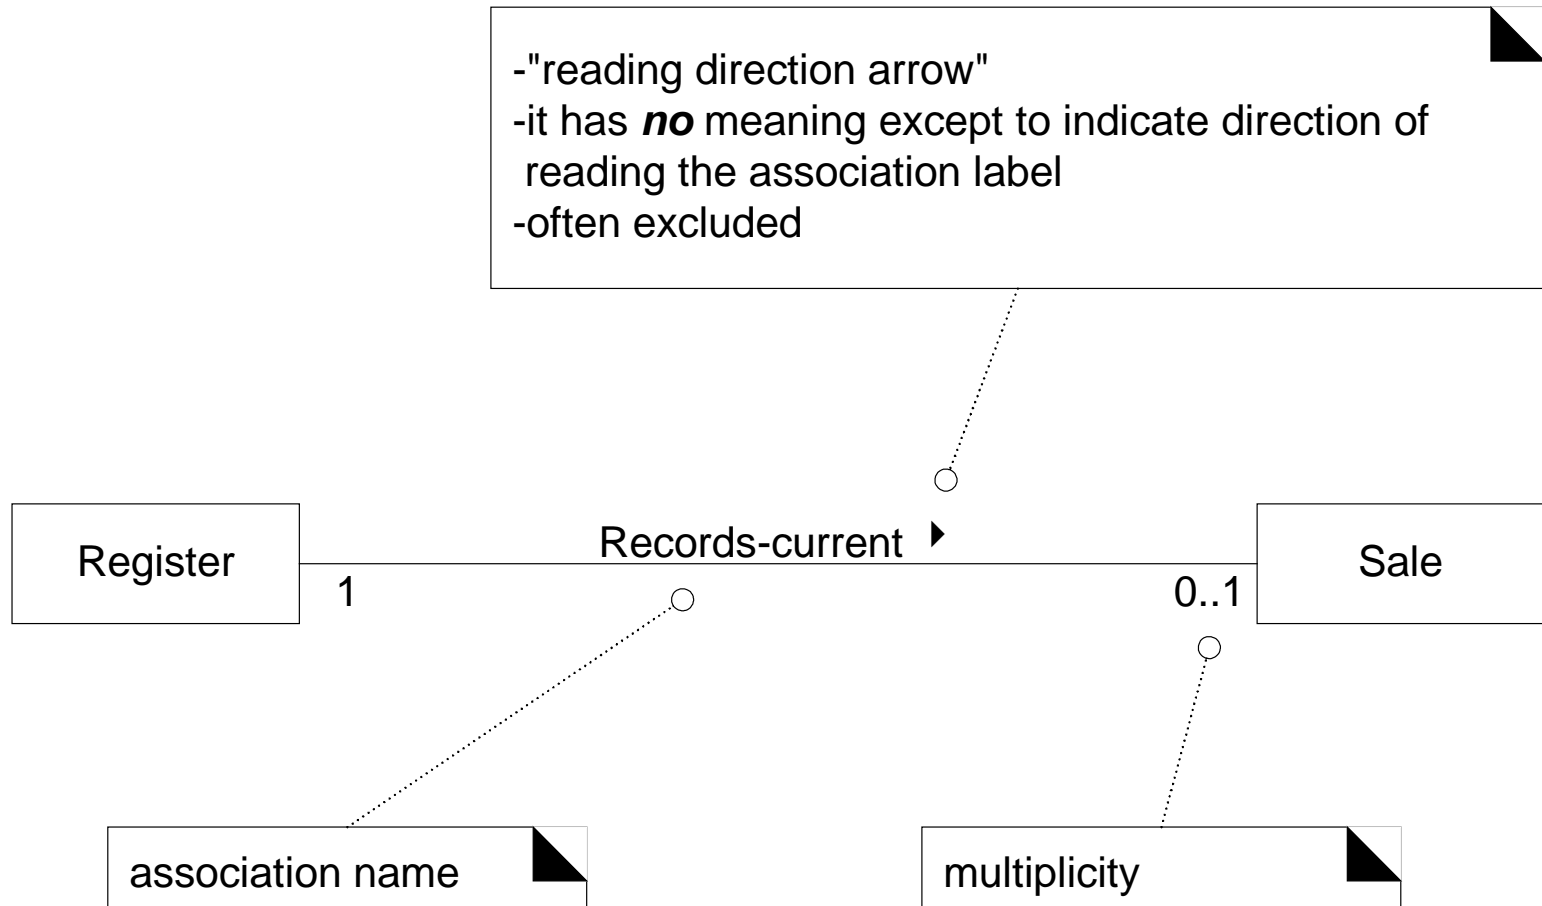 -"reading direction arrow"
-it has no meaning except to indicate direction of
reading the association label
-often excluded
Records-current
Register
Sale
1
0..1
association name
multiplicity